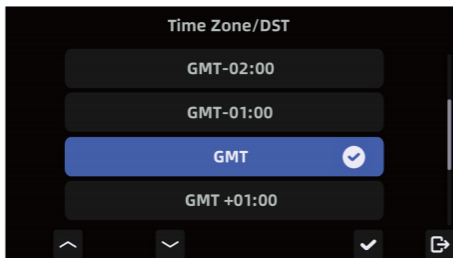 Time Zone/DST
GMT-02:00
GMT-01:00
GMT
GMT +01:00